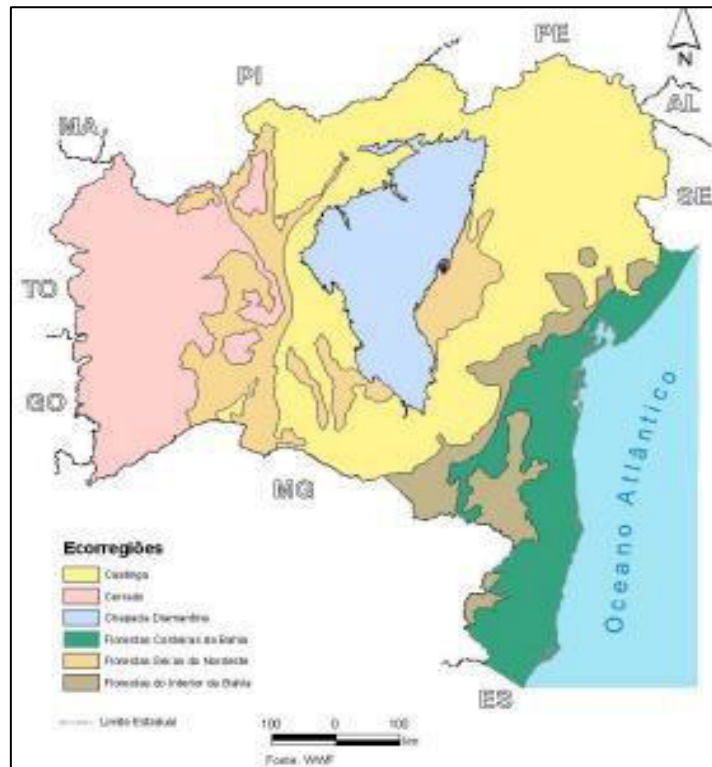 PE
N
PI
AL
MA
SE
TO
GO
MG
Oceano Atlântico
ES
Ecorregiões
Caatinga
Cerrado
Chapada Diamantina
Florestas Costeiras da Bahia
Florestas Secas do Nordeste
Florestas do Interior da Bahia
Limite Estadual
100 0 100
Km
Fonte: WWF